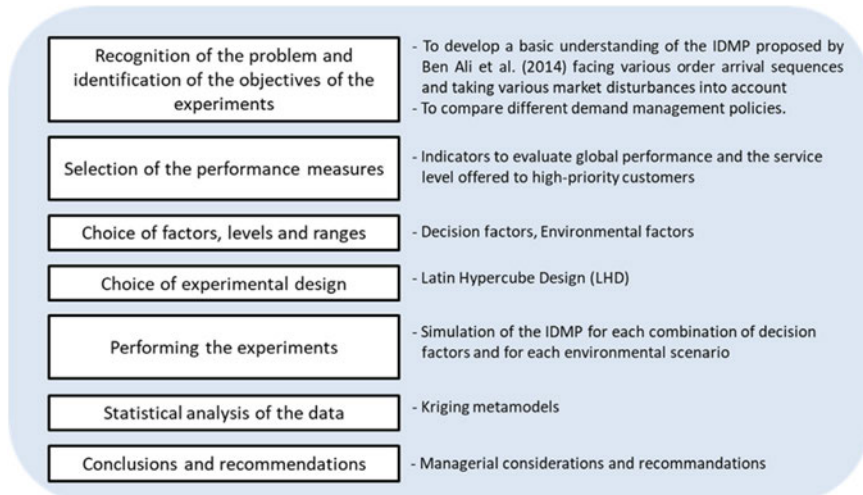 Recognition of the problem and
identification of the objectives of the
experiments
- To develop a basic understanding of the IDMP proposed by
Ben Ali et al. (2014) facing various order arrival sequences
and taking various market disturbances into account
- To compare different demand management policies.
Selection of the performance measures
- Indicators to evaluate global performance and the service
level offered to high-priority customers
Choice of factors, levels and ranges
- Decision factors, Environmental factors
Choice of experimental design
- Latin Hypercube Design (LHD)
Performing the experiments
- Simulation of the IDMP for each combination of decision
factors and for each environmental scenario
Statistical analysis of the data
- Kriging metamodels
Conclusions and recommendations
- Managerial considerations and recommandations